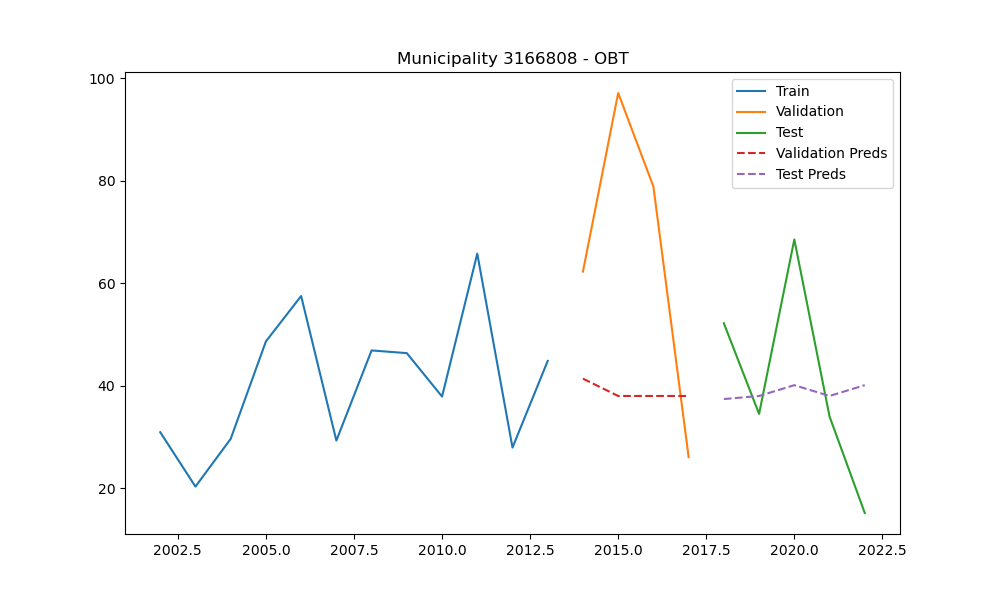 Municipality 3166808 - OBT
100
80
60
40
20
2002.5 2005.0 2007.5 2010.0 2012.5 2015.0 2017.5 2020.0 2022.5
Train
Validation
Test
Validation Preds
Test Preds